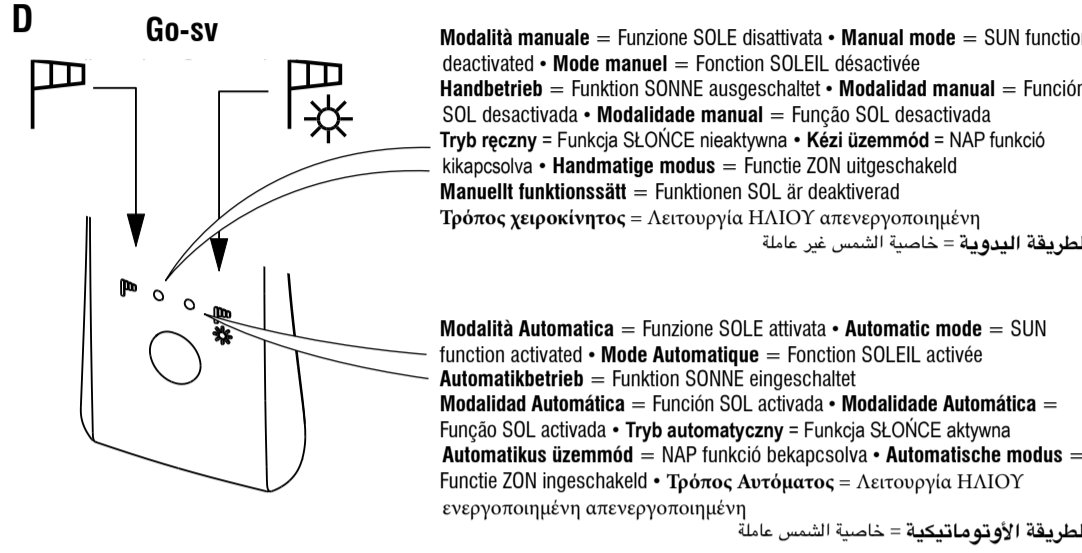 D
Go-sv
Modalità manuale = Funzione SOLE disattivata • Manual mode = SUN function
deactivated • Mode manuel = Fonction SOLEIL désactivée
Handbetrieb = Funktion SONNE ausgeschaltet • Modalidad manual = Función
SOL desactivada • Modalidade manual = Função SOL desactivada
Tryb ręczny = Funkcja SŁOŃCE nieaktywna • Kézi üzemmód = NAP funkció
kikapcsolva • Handmatige modus = Functie ZON uitgeschakeld
Manuellt funktionssätt = Funktionen SOL är deaktiverad
Τρόπος χειροκίνητος = Λειτουργία ΗΛΙΟΥ απενεργοποιημένη
لطريقة اليدوية = خاصية الشمس غير عاملة
Modalità Automatica = Funzione SOLE attivata • Automatic mode = SUN
function activated • Mode Automatique = Fonction SOLEIL activée
Automatikbetrieb = Funktion SONNE eingeschaltet
Modalidad Automática = Función SOL activada • Modalidade Automática =
Função SOL activada • Tryb automatyczny = Funkcja SŁOŃCE aktywna
Automatikus üzemmód = NAP funkció bekapcsolva • Automatische modus =
Functie ZON ingeschakeld • Τρόπος Αυτόματος = Λειτουργία ΗΛΙΟΥ
ενεργοποιημένη απενεργοποιημένη
لطريقة الأوتوماتيكية = خاصية الشمس عاملة